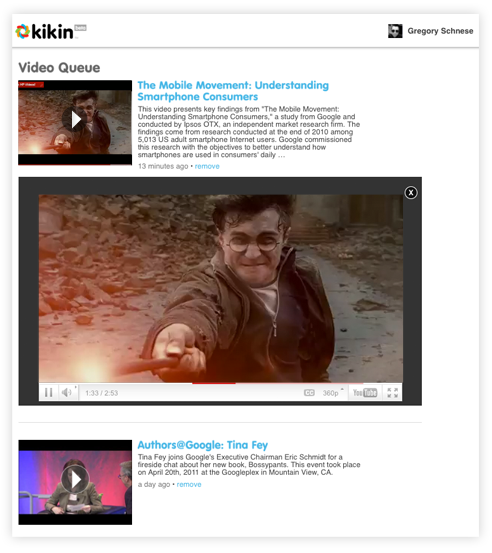 kikin beta
Gregory Schnese
Video Queue
The Mobile Movement: Understanding
Smartphone Consumers
This video presents key findings from "The Mobile Movement:
Understanding Smartphone Consumers," a study from Google and
conducted by Ipsos OTX, an independent market research firm. The
findings come from research conducted at the end of 2010 among
5,013 US adult smartphone Internet users. Google commissioned
this research with the objectives to better understand how
smartphones are used in consumers' daily ...
13 minutes ago • remove
X
1:33 / 2:53
CC
360p
YouTube
Authors@Google: Tina Fey
Tina Fey joins Google's Executive Chairman Eric Schmidt for a
fireside chat about her new book, Bossypants. This event took place
on April 20th, 2011 at the Googleplex in Mountain View, CA.
a day ago • remove